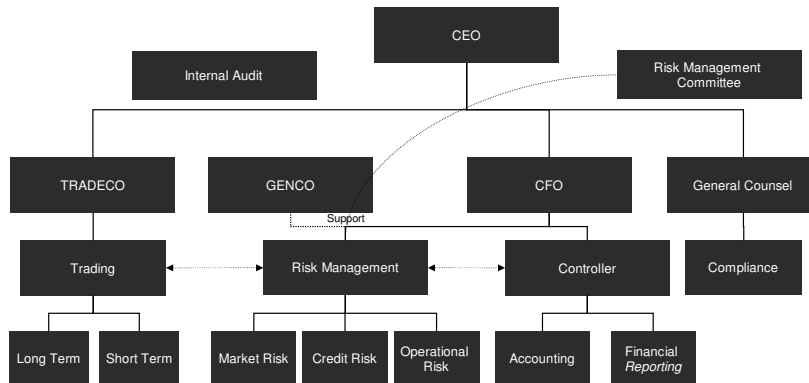 CEO
Internal Audit
Risk Management
Committee
TRADECO
GENCO
CFO
General Counsel
Support
Trading
Risk Management
Controller
Compliance
Long Term
Short Term
Market Risk
Credit Risk
Operational
Risk
Accounting
Financial
Reporting